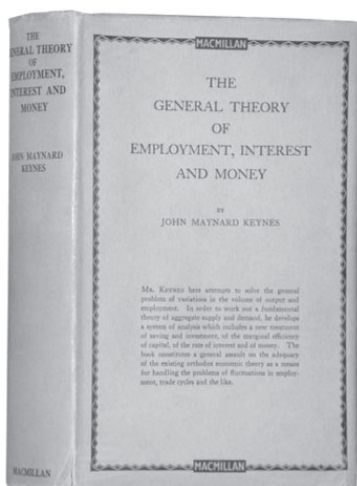 THE
GENERAL THEORY
OF
EMPLOYMENT,
INTEREST AND
MONEY
JOHN MAYNARD
KEYNES
MACMILLAN
MACMILLAN
THE
GENERAL THEORY
OF
EMPLOYMENT, INTEREST
AND MONEY
BY
JOHN MAYNARD KEYNES
MR. KEYNES here attempts to solve the general
problem of variations in the volume of output and
employment. In order to work out a fundamental
theory of aggregate supply and demand, he develops
a system of analysis which includes a new treatment
of saving and investment, of the marginal efficiency
of capital, of the rate of interest and of money. The
book constitutes a general assault on the adequacy
of the existing orthodox economic theory as a means
for handling the problems of fluctuations in employ-
ment, trade cycles and the like.
MACMILLAN